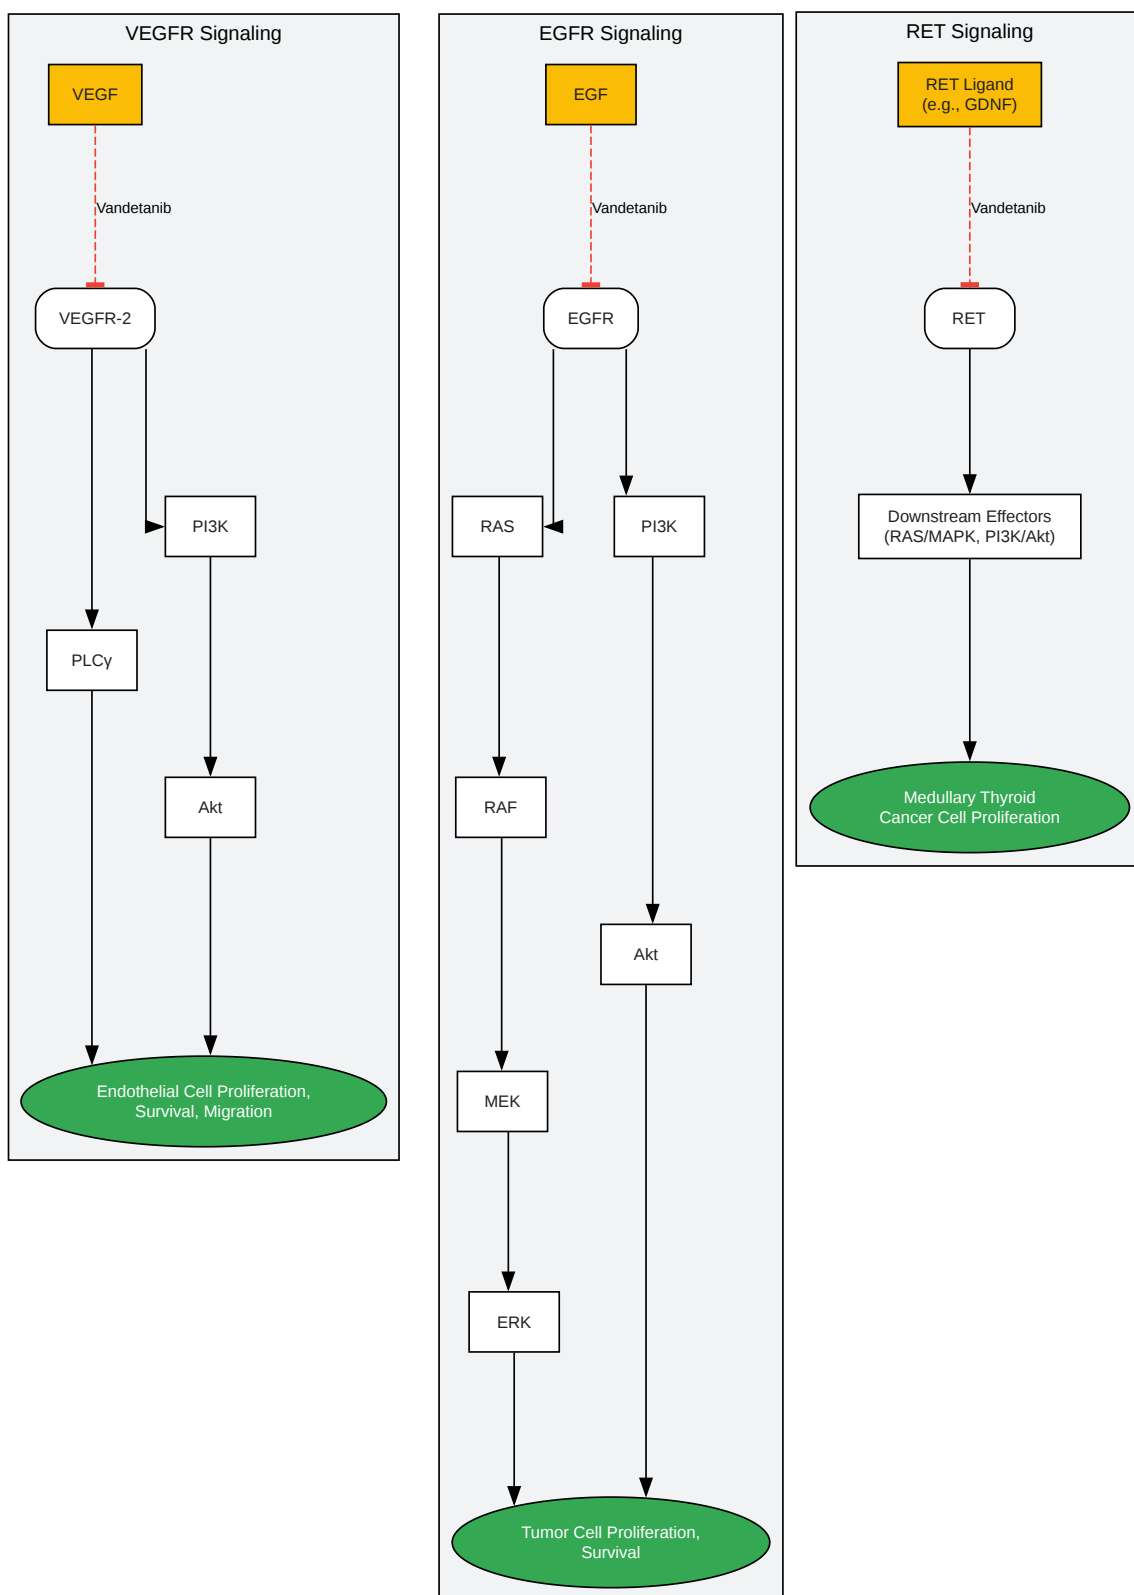 VEGFR Signaling
VEGF
Vandetanib
VEGFR-2
PI3K
PLCγ
Akt
Endothelial Cell Proliferation,
Survival, Migration
EGFR Signaling
EGF
Vandetanib
EGFR
RAS
PI3K
RAF
Akt
MEK
ERK
Tumor Cell Proliferation,
Survival
RET Signaling
RET Ligand
(e.g., GDNF)
Vandetanib
RET
Downstream Effectors
(RAS/MAPK, PI3K/Akt)
Medullary Thyroid
Cancer Cell Proliferation